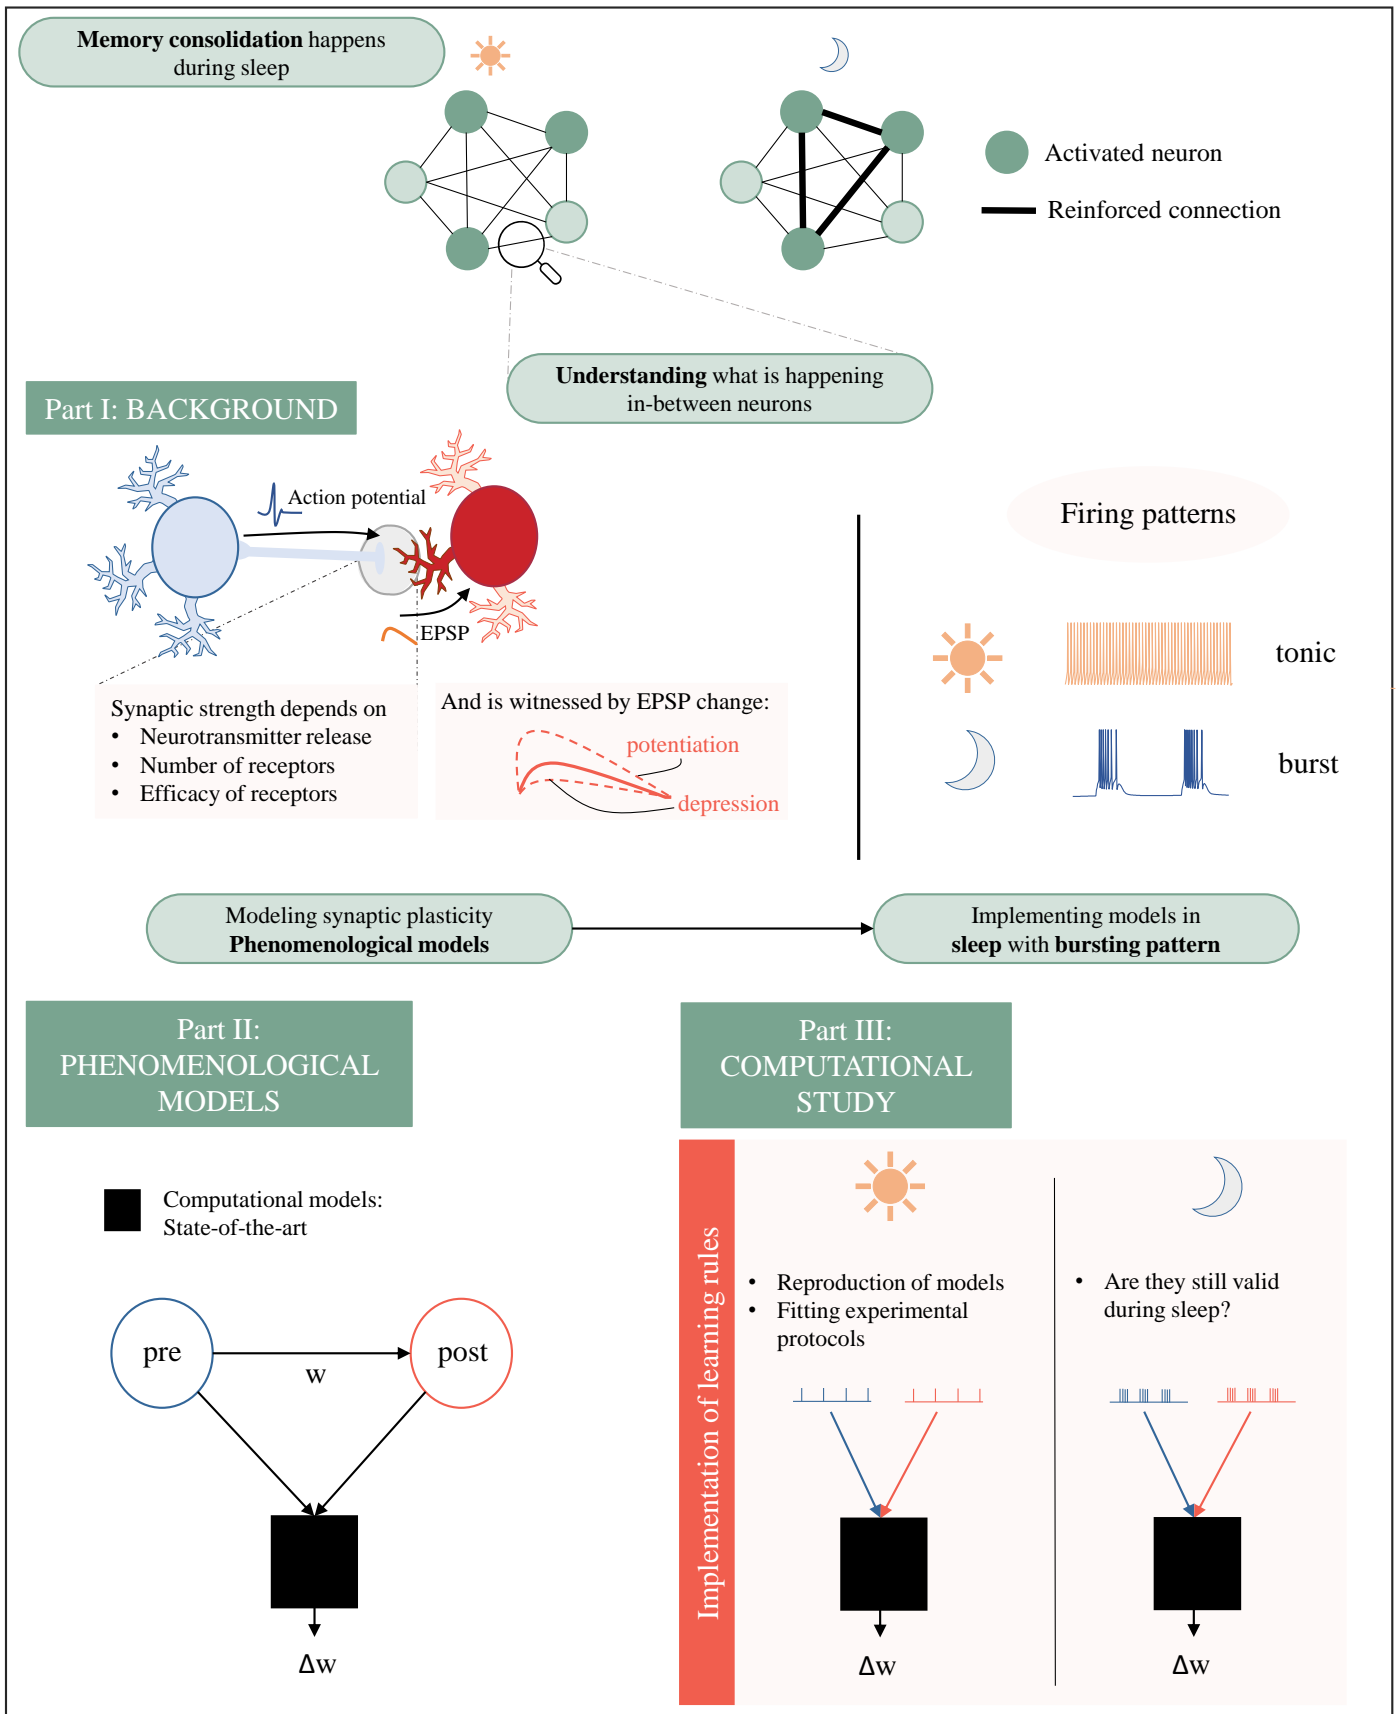 Memory consolidation happens
during sleep
Activated neuron
Reinforced connection
Understanding what is happening
in-between neurons
Part I: BACKGROUND
Action potential
EPSP
Synaptic strength depends on
• Neurotransmitter release
• Number of receptors
• Efficacy of receptors
And is witnessed by EPSP change:
potentiation
depression
Firing patterns
tonic
burst
Modeling synaptic plasticity
Phenomenological models
Implementing models in
sleep with bursting pattern
Part II:
PHENOMENOLOGICAL
MODELS
Computational models:
State-of-the-art
pre
w
post
Δw
Part III:
COMPUTATIONAL
STUDY
Implementation of learning rules
• Reproduction of models
• Fitting experimental
protocols
Δw
• Are they still valid
during sleep?
Δw